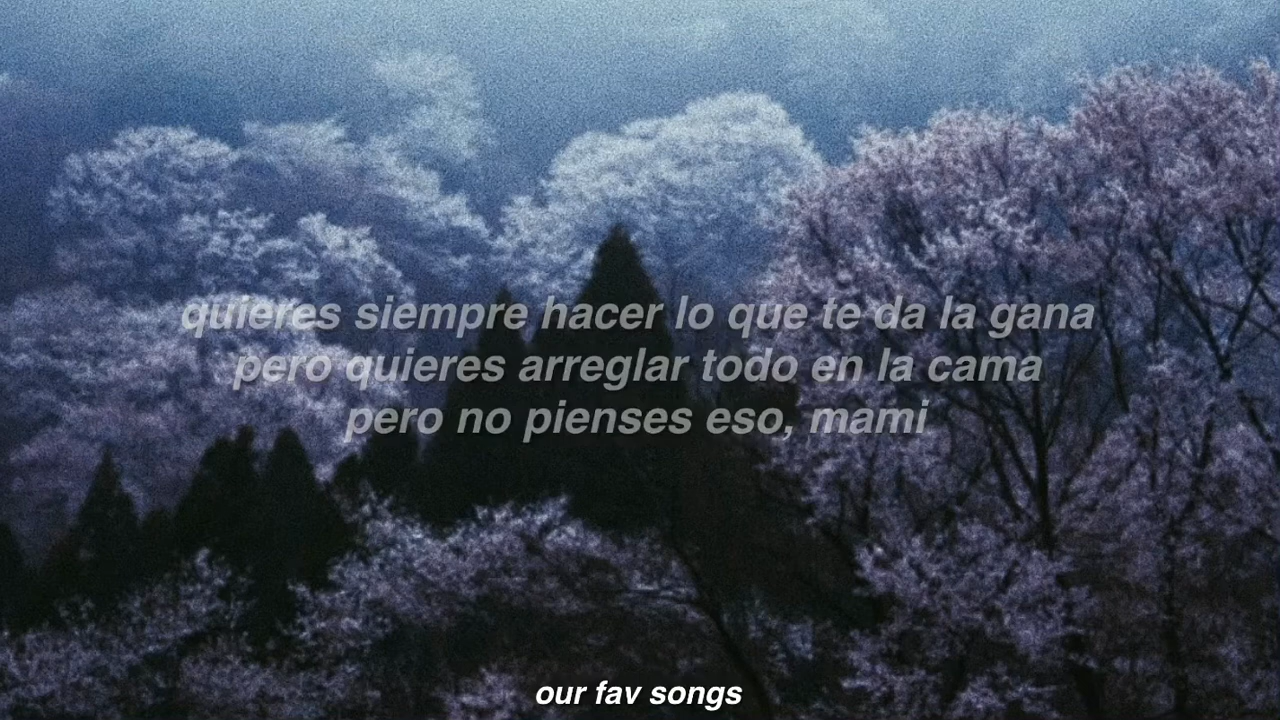 quieres siempre hacer lo que te da la gana
pero quieres arreglar todo en la cama
pero no pienses eso, mami
our fav songs